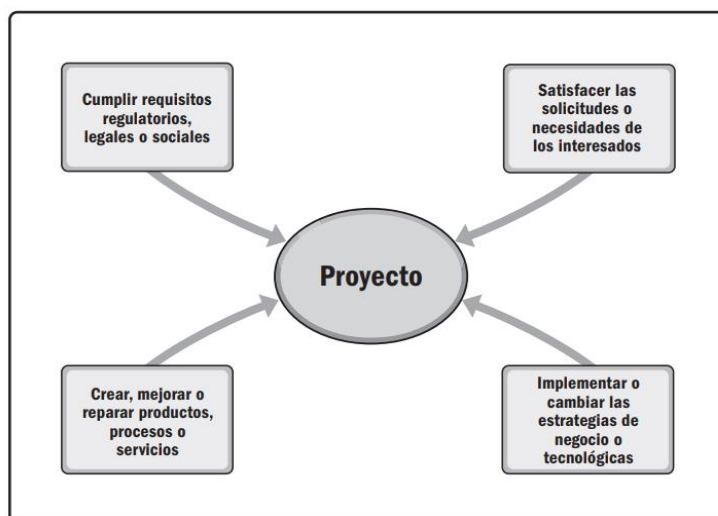 Cumplir requisitos
regulatorios,
legales o sociales
Satisfacer las
solicitudes o
necesidades de
los interesados
Proyecto
Crear, mejorar o
reparar productos,
procesos o
servicios
Implementar o
cambiar las
estrategias de
negocio o
tecnológicas